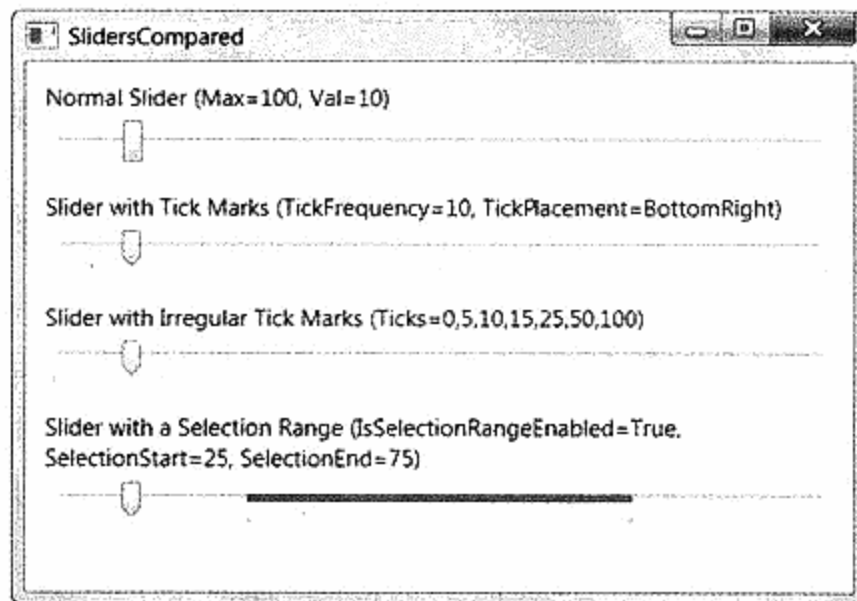 SlidersCompared
Normal Slider (Max=100, Val=10)
Slider with Tick Marks (TickFrequency=10, TickPlacement=BottomRight)
Slider with Irregular Tick Marks (Ticks=0,5,10,15,25,50,100)
Slider with a Selection Range (IsSelectionRangeEnabled=True,
SelectionStart=25, SelectionEnd=75)